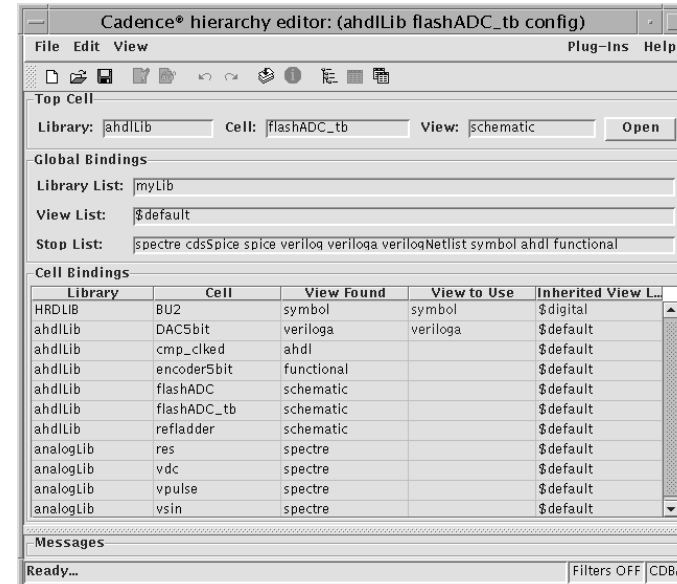 Cadence® hierarchy editor: (ahdlLib flashADC_tb config)
File Edit View Plug-Ins Help
Top Cell
Library: ahdlLib Cell: flashADC_tb View: schematic Open
Global Bindings
Library List: myLib
View List: $default
Stop List: spectre cdsSpice spice verilog veriloga verilogNetlist symbol ahdl functional
Cell Bindings
Library Cell View Found View to Use Inherited View L...
HRDLIB BU2 symbol symbol $digital
ahdlLib DAC5bit veriloga veriloga $default
ahdlLib cmp_clked ahdl $default
ahdlLib encoder5bit functional $default
ahdlLib flashADC schematic $default
ahdlLib flashADC_tb schematic $default
ahdlLib refladder schematic $default
analogLib res spectre $default
analogLib vdc spectre $default
analogLib vpulse spectre $default
analogLib vsin spectre $default
Messages
Ready... Filters OFF